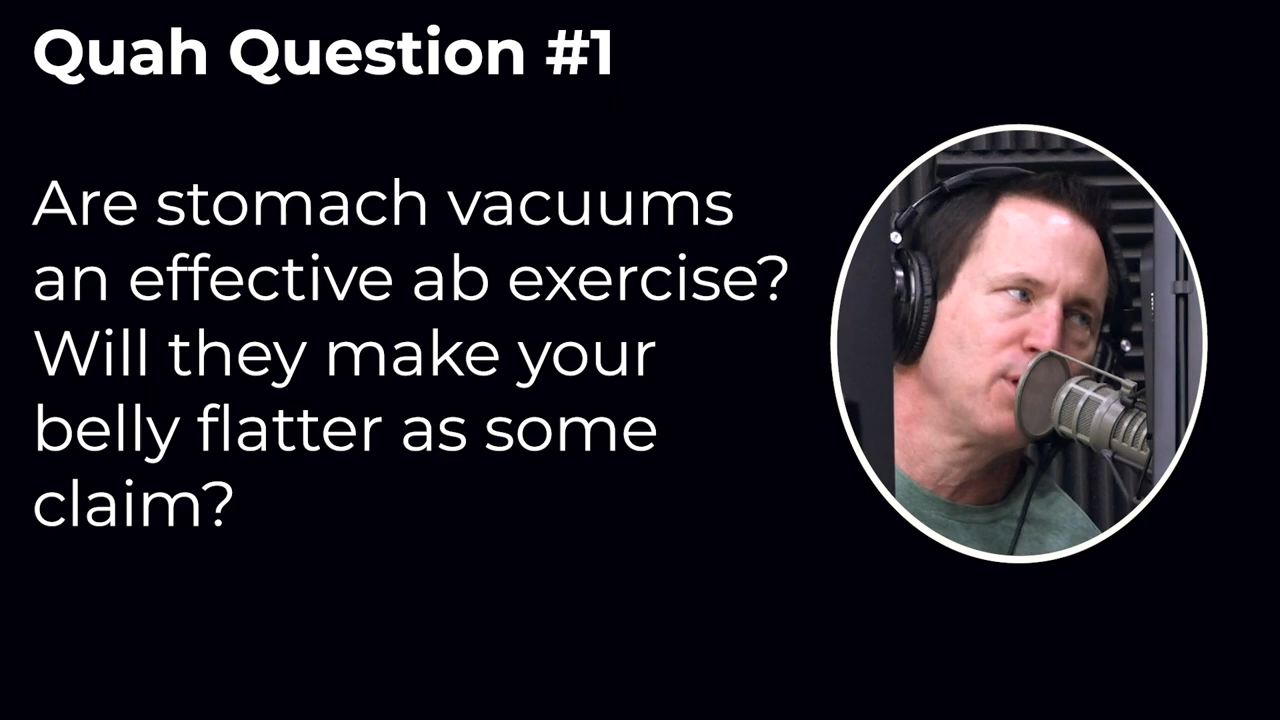 Quah Question #1
Are stomach vacuums
an effective ab exercise?
Will they make your
belly flatter as some
claim?